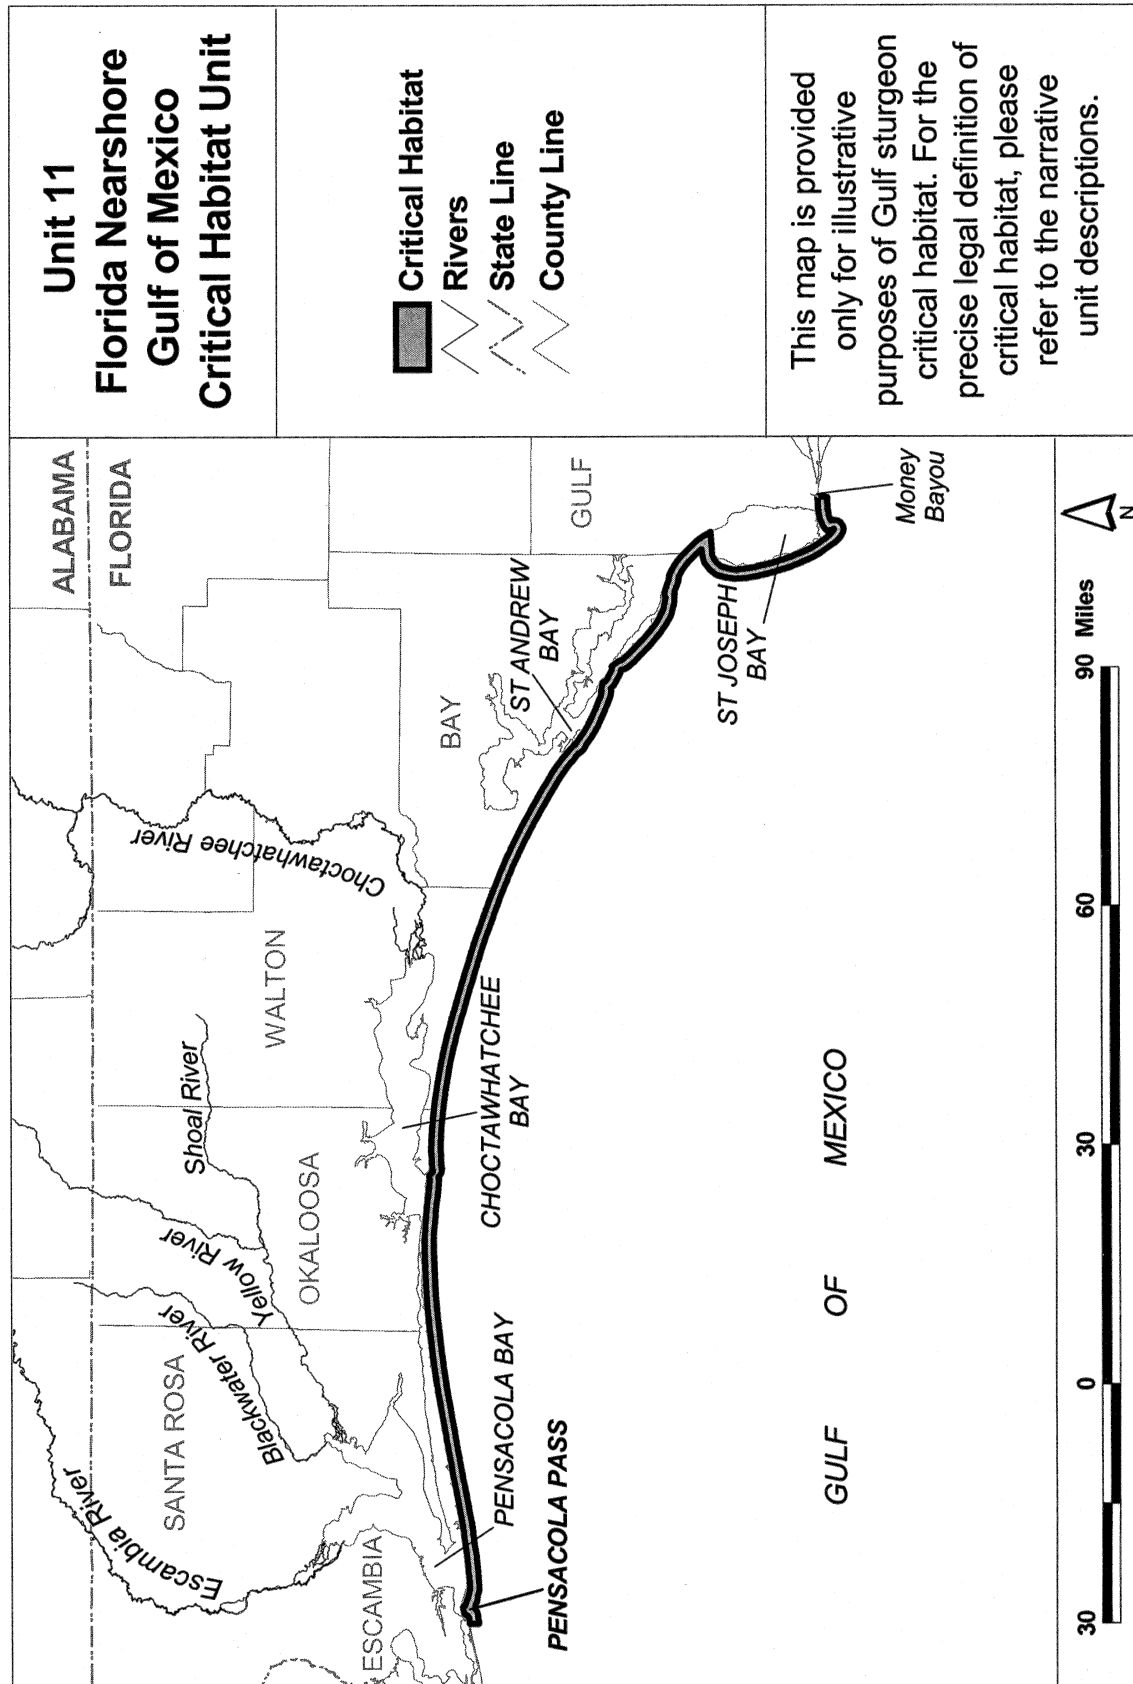 Unit 11
Florida Nearshore
Gulf of Mexico
Critical Habitat Unit
Critical Habitat
Rivers
State Line
County Line
This map is provided
only for illustrative
purposes of Gulf sturgeon
critical habitat. For the
precise legal definition of
critical habitat, please
refer to the narrative
unit descriptions.
ALABAMA
FLORIDA
Escambia River
SANTA ROSA
Blackwater River
Yellow River
Shoal River
OKALOOSA
WALTON
Choctawhatchee River
BAY
GULF
ESCAMBIA
PENSACOLA BAY
PENSACOLA PASS
CHOCTAWHATCHEE
BAY
ST ANDREW
BAY
ST JOSEPH
BAY
Money
Bayou
GULF OF MEXICO
30 0 30 60 90 Miles
N